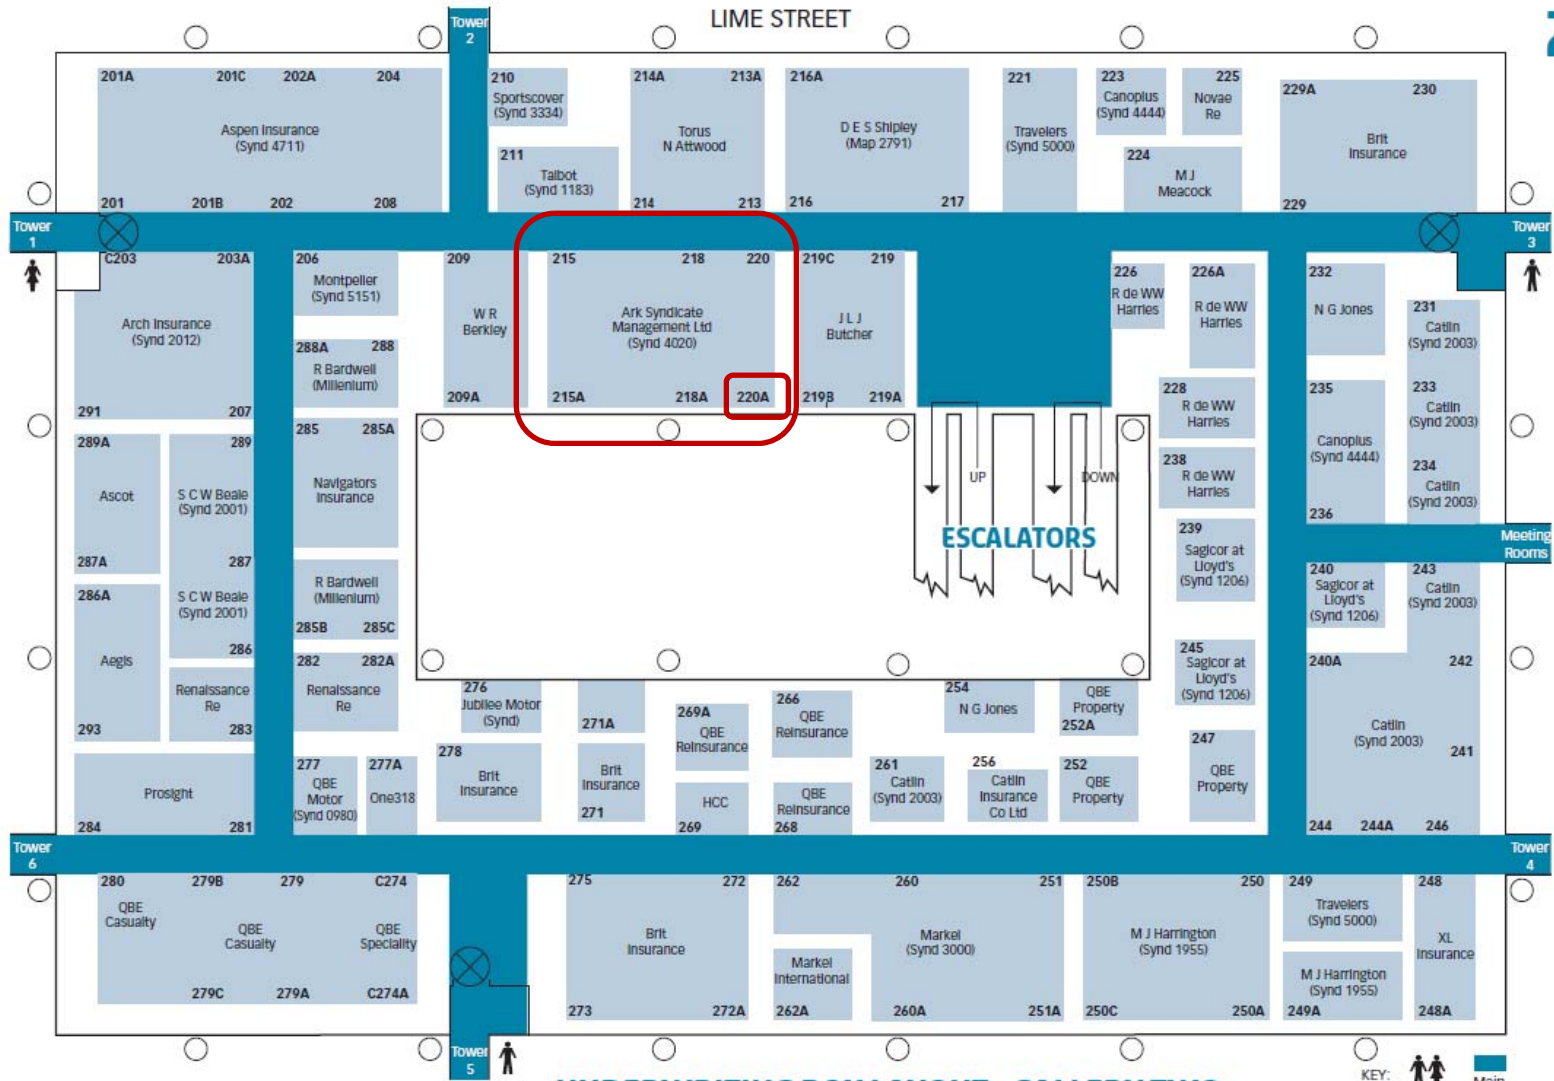 LIME STREET
Tower
2
201A 201C 202A 204
Aspen Insurance
(Synd 4711)
201 201B 202 208
210
Sportscover
(Synd 3334)
211
Talbot
(Synd 1183)
214A 213A
Torus
N Attwood
214 213
216A
D E S Shipley
(Map 2791)
216 217
221
Travelers
(Synd 5000)
223
Canopius
(Synd 4444)
225
Novae
Re
224
M J
Meacock
229A 230
Brit
Insurance
229
Tower
1
Tower
3
C203 203A
Arch Insurance
(Synd 2012)
291 207
206
Montpelier
(Synd 5151)
288A 288
R Bardwell
(Millenium)
209
W R
Berkley
209A
215 218 220
Ark Syndicate
Management Ltd
(Synd 4020)
215A 218A 220A
219C 219
J L J
Butcher
219B 219A
226
R de WW
Harries
226A
R de WW
Harries
232
N G Jones
231
Catlin
(Synd 2003)
228
R de WW
Harries
235
Canopius
(Synd 4444)
236
233
Catlin
(Synd 2003)
234
Catlin
(Synd 2003)
289A
Ascot
287A
289
S C W Beale
(Synd 2001)
287
S C W Beale
(Synd 2001)
286
285 285A
Navigators
Insurance
R Bardwell
(Millenium)
285B 285C
UP
DOWN
ESCALATORS
238
R de WW
Harries
239
Sagicor at
Lloyd's
(Synd 1206)
Meeting
Rooms
240
Sagicor at
Lloyd's
(Synd 1206)
243
Catlin
(Synd 2003)
286A
Aegis
293
Renaissance
Re
283
282 282A
Renaissance
Re
245
Sagicor at
Lloyd's
(Synd 1206)
240A 242
Catlin
(Synd 2003)
241
244 244A 246
276
Jubilee Motor
(Synd)
271A
269A
QBE
Reinsurance
266
QBE
Reinsurance
254
N G Jones
QBE
Property
252A
247
QBE
Property
Prosight
284 281
277
QBE
Motor
(Synd 0980)
277A
One318
278
Brit
Insurance
Brit
Insurance
271
HCC
269
QBE
Reinsurance
268
261
Catlin
(Synd 2003)
256
Catlin
Insurance
Co Ltd
252
QBE
Property
Tower
6
Tower
4
280 279B 279 C274
QBE
Casualty
QBE
Casualty
QBE
Speciality
279C 279A C274A
275 272
Brit
Insurance
273 272A
262 260 251
Markel
(Synd 3000)
Markel
International
262A 260A 251A
250B 250
M J Harrington
(Synd 1955)
250C 250A
249
Travelers
(Synd 5000)
M J Harrington
(Synd 1955)
249A
248
XL
Insurance
248A
Tower
5
KEY: